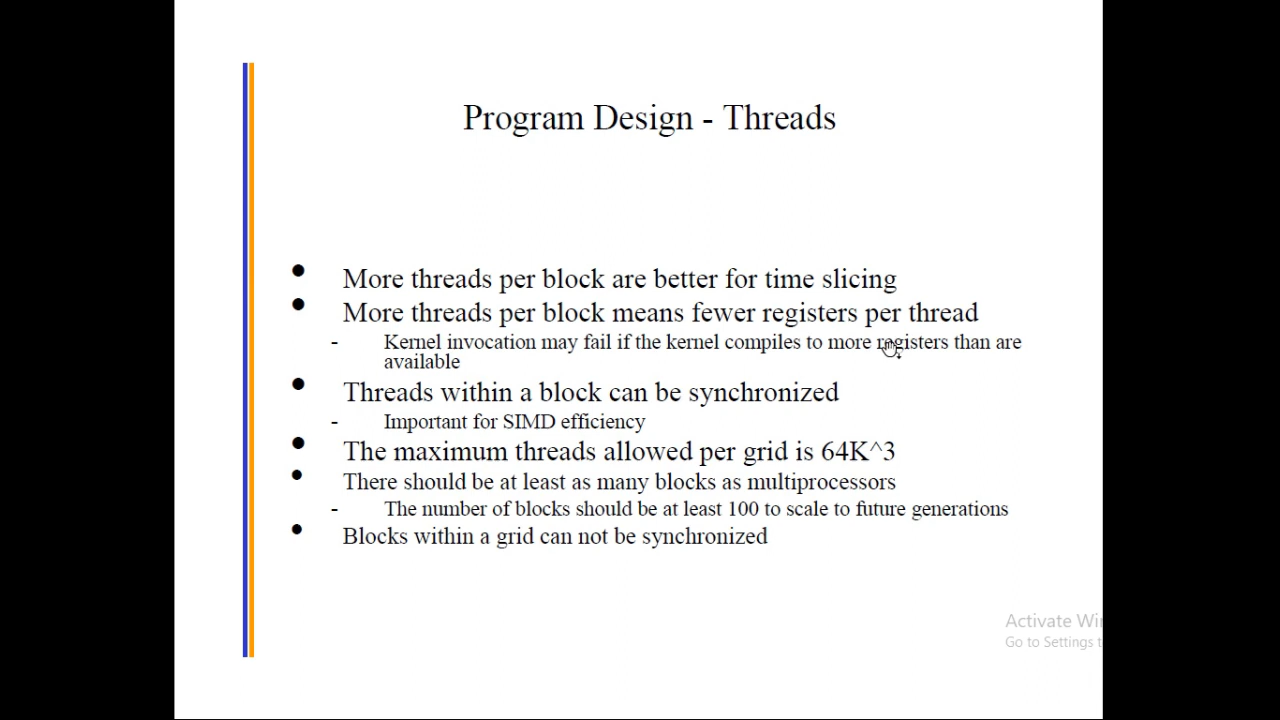 Program Design - Threads
• More threads per block are better for time slicing
• More threads per block means fewer registers per thread
- Kernel invocation may fail if the kernel compiles to more registers than are
available
• Threads within a block can be synchronized
- Important for SIMD efficiency
• The maximum threads allowed per grid is 64K^3
• There should be at least as many blocks as multiprocessors
- The number of blocks should be at least 100 to scale to future generations
• Blocks within a grid can not be synchronized
Activate Wi
Go to Settings t